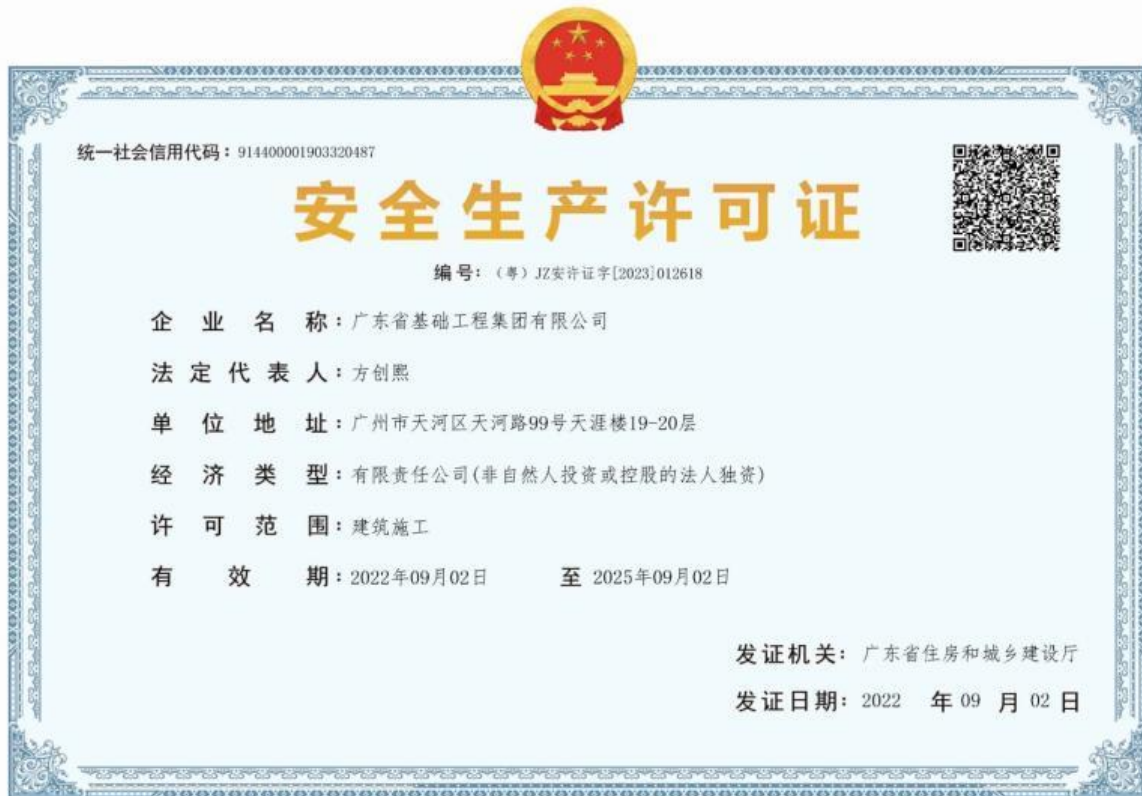 统一社会信用代码：914400001903320487
安全生产许可证
编号：（粤）JZ安许证字[2023]012618
企业名称：广东省基础工程集团有限公司
法定代表人：方创熙
单位地址：广州市天河区天河路99号天涯楼19-20层
经济类型：有限责任公司(非自然人投资或控股的法人独资)
许可范围：建筑施工
有效期：2022年09月02日 至 2025年09月02日
发证机关：广东省住房和城乡建设厅
发证日期：2022 年 09 月 02 日